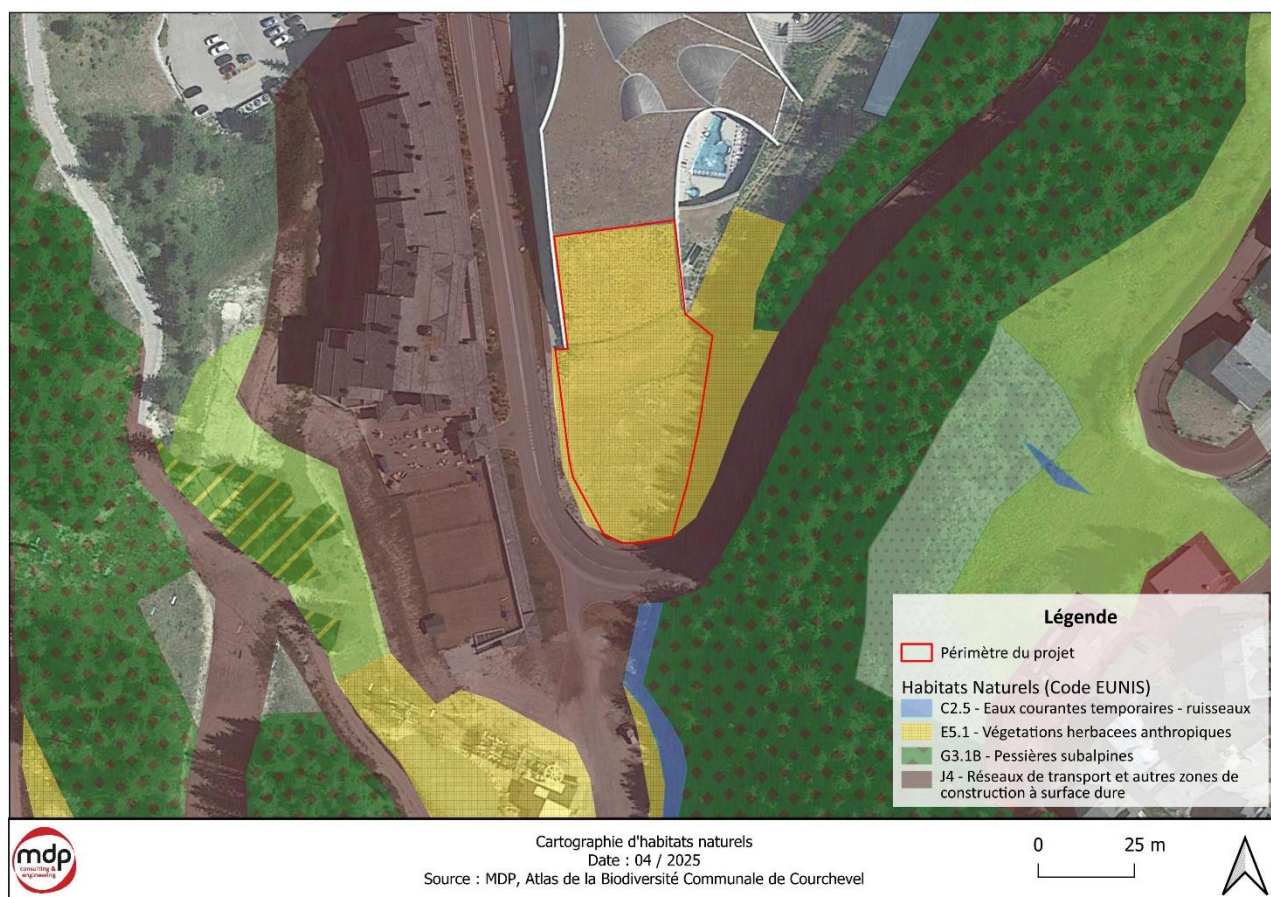 Légende
Périmètre du projet
Habitats Naturels (Code EUNIS)
C2.5 - Eaux courantes temporaires - ruisseaux
E5.1 - Végetations herbacees anthropiques
G3.1B - Pessières subalpines
J4 - Réseaux de transport et autres zones de
construction à surface dure
mdp
consulting &
engineering
Cartographie d'habitats naturels
Date : 04 / 2025
Source : MDP, Atlas de la Biodiversité Communale de Courchevel
0 25 m